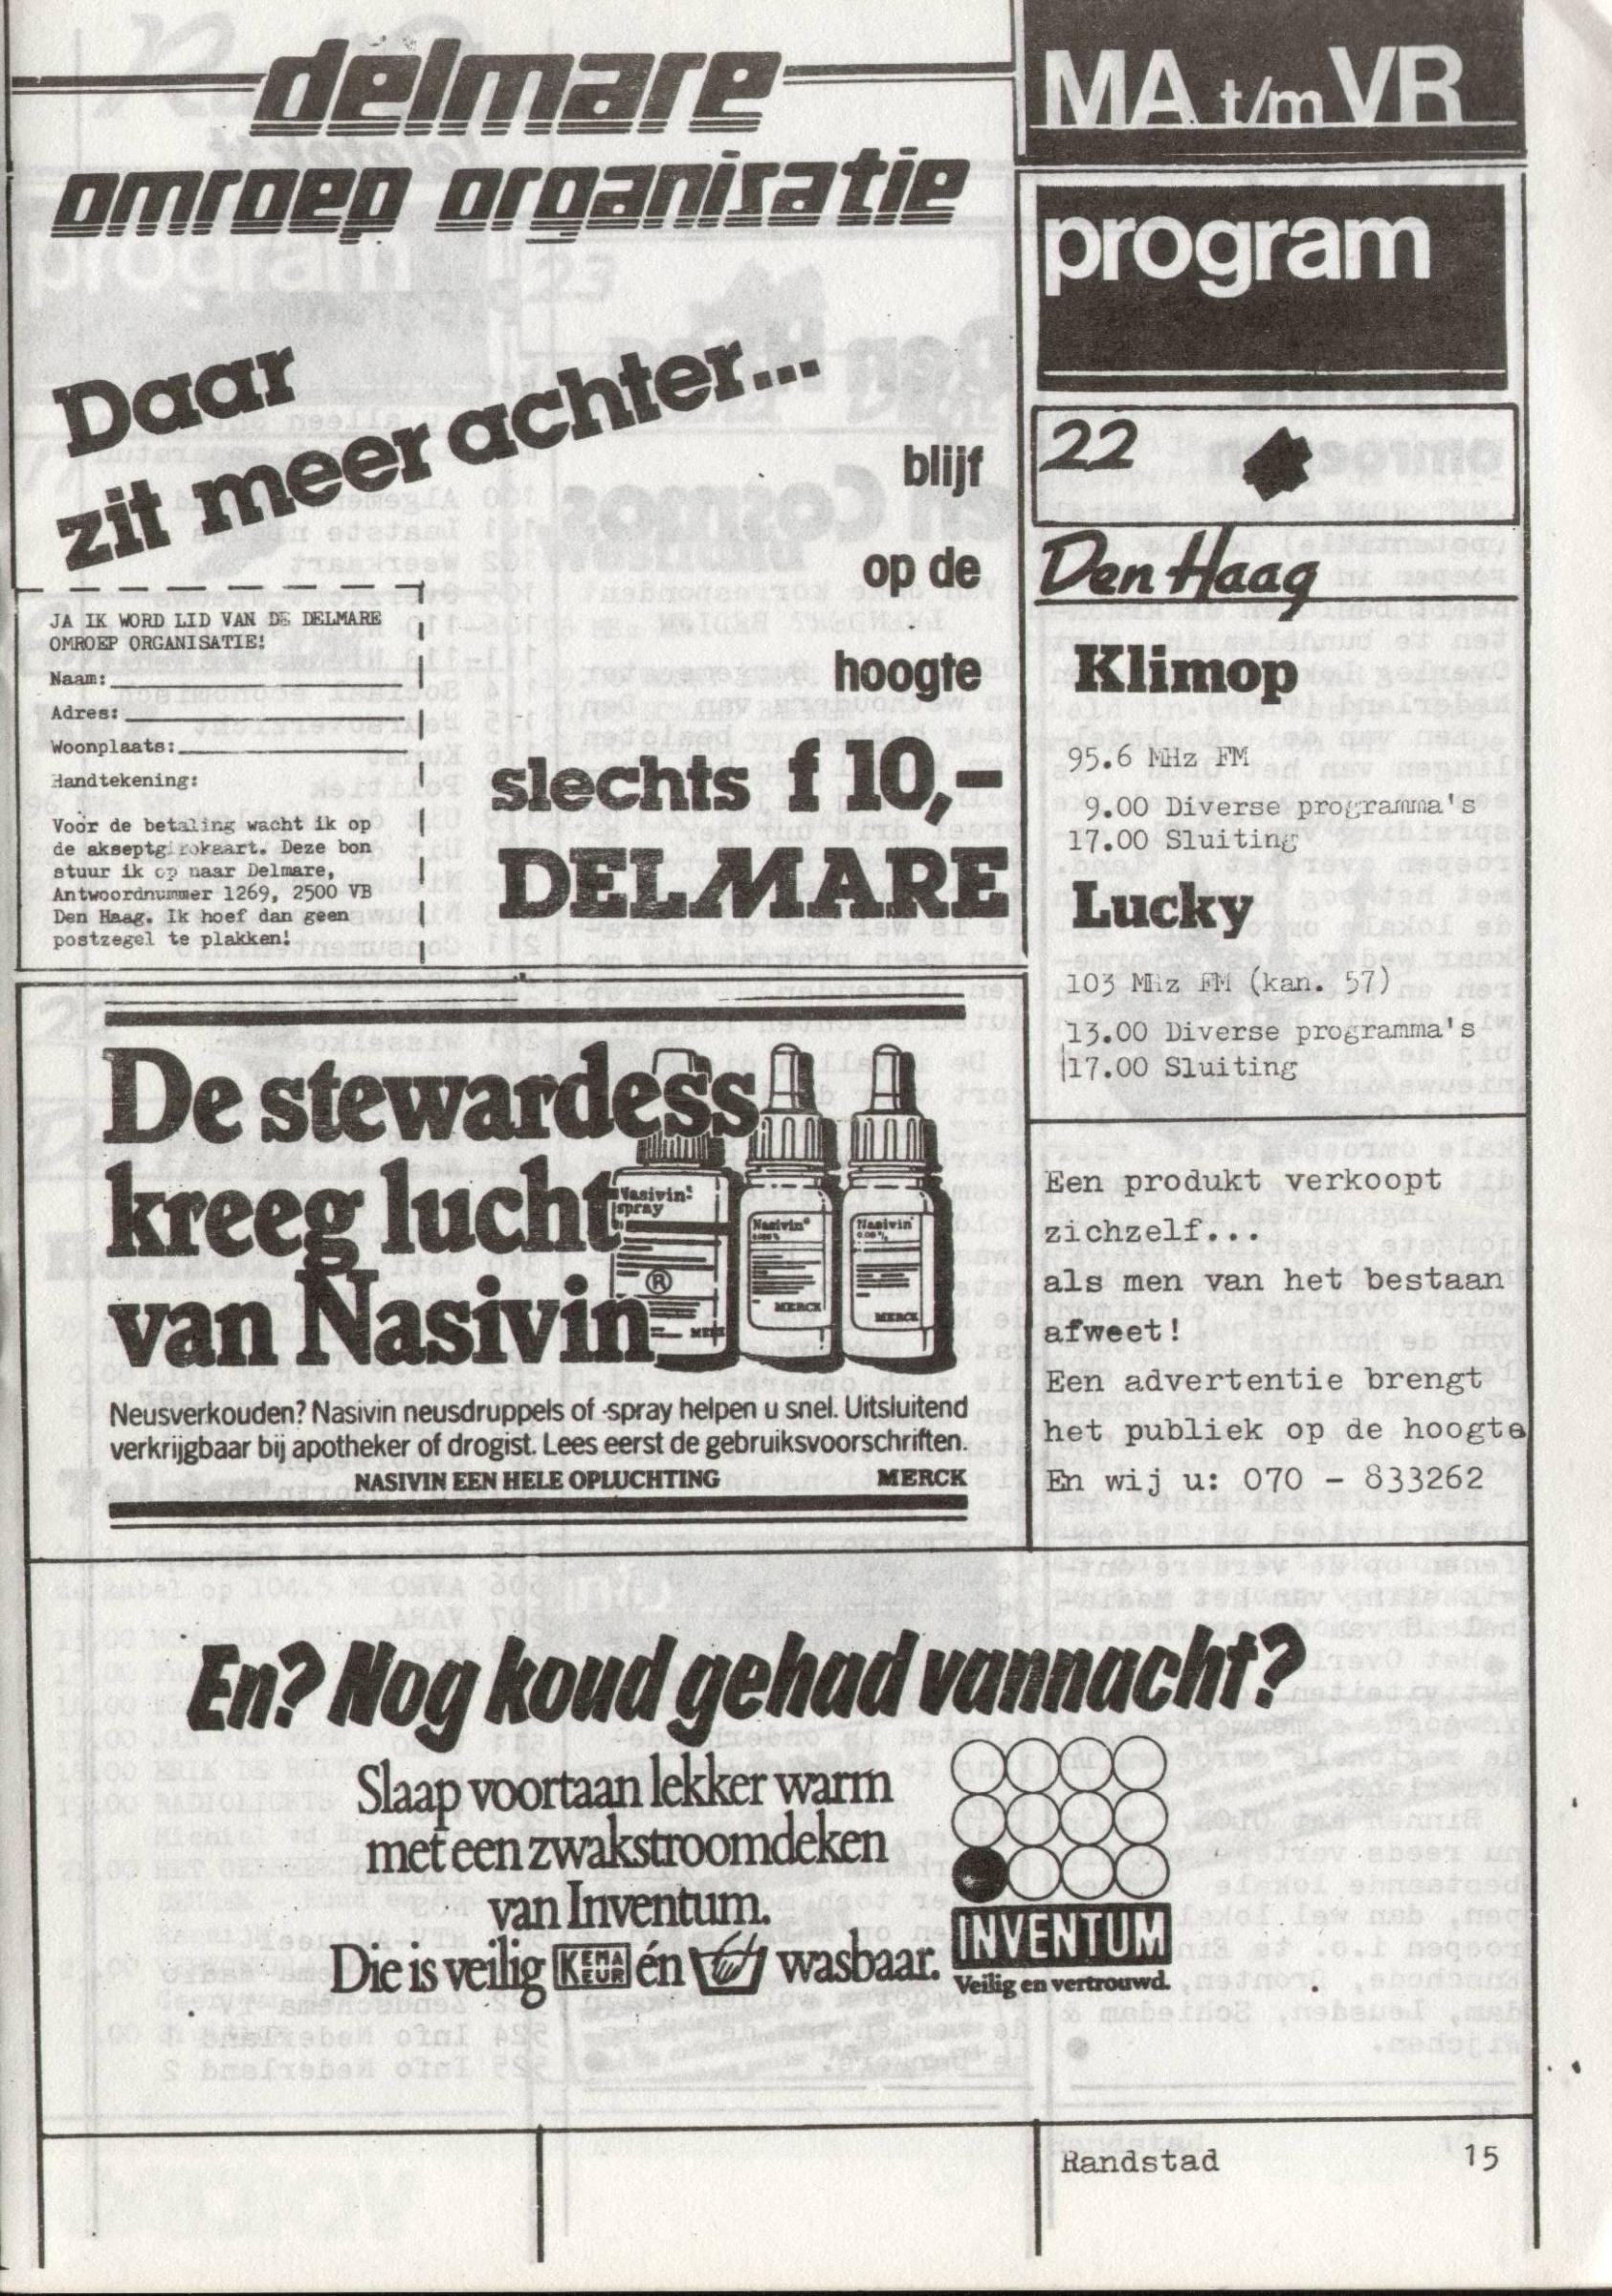 delmare
omroep organisatie
Daar
zit meer achter...
blijf
op de
hoogte
slechts f 10,-
DELMARE
JA IK WORD LID VAN DE DELMARE
OMROEP ORGANISATIE!
Naam:
Adres:
Woonplaats:
Handtekening:
Voor de betaling wacht ik op
de akseptgirokaart. Deze bon
stuur ik op naar Delmare,
Antwoordnummer 1269, 2500 VB
Den Haag. Ik hoef dan geen
postzegel te plakken!
MA t/m VR
program
22
Den Haag
Klimop
95.6 MHz FM
9.00 Diverse programma's
17.00 Sluiting
Lucky
103 MHz FM (kan. 57)
13.00 Diverse programma's
17.00 Sluiting
De stewardess
kreeg lucht
van Nasivin
Nasivin
spray
®
Nasivin®
MERCK
Nasivin
MERCK
Neusverkouden? Nasivin neusdruppels of -spray helpen u snel. Uitsluitend
verkrijgbaar bij apotheker of drogist. Lees eerst de gebruiksvoorschriften.
NASIVIN EEN HELE OPLUCHTING MERCK
Een produkt verkoopt
zichzelf...
als men van het bestaan
afweet!
Een advertentie brengt
het publiek op de hoogte
En wij u: 070 - 833262
En? Nog koud gehad vannacht?
Slaap voortaan lekker warm
met een zwakstroomdeken
van Inventum.
Die is veilig KEMA KEUR én wasbaar.
INVENTUM
Veilig en vertrouwd.
Randstad 15